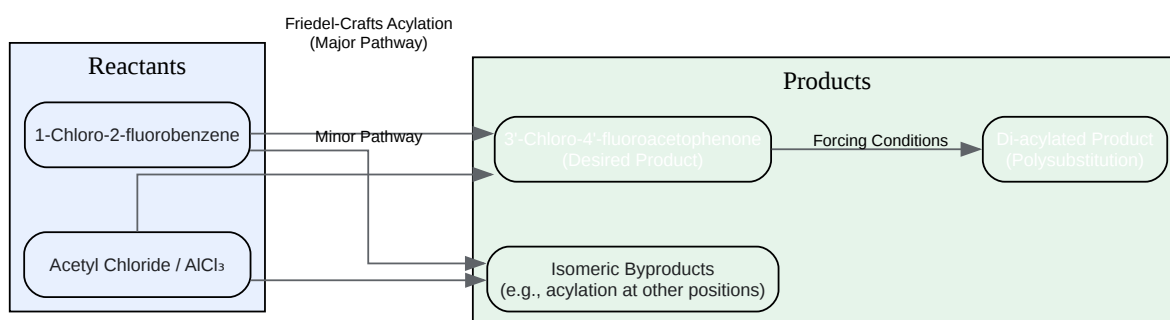 Friedel-Crafts Acylation
(Major Pathway)
Reactants
Products
1-Chloro-2-fluorobenzene
Minor Pathway
3'-Chloro-4'-fluoroacetophenone
(Desired Product)
Forcing Conditions
Di-acylated Product
(Polysubstitution)
Acetyl Chloride / AlCl₃
Isomeric Byproducts
(e.g., acylation at other positions)